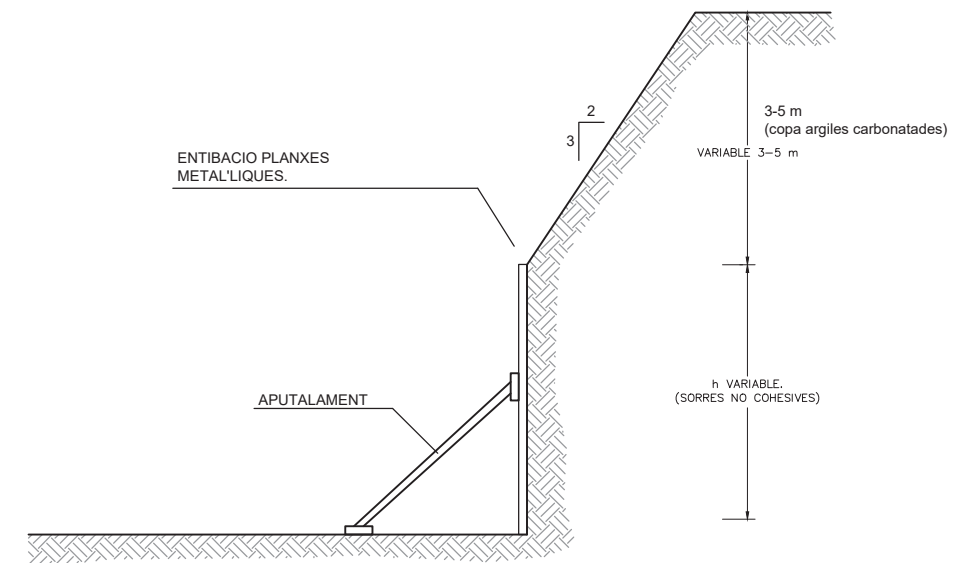 2
3
3-5 m
(copa argiles carbonatades)
VARIABLE 3-5 m
ENTIBACIO PLANXES
METAL'LIQUES.
APUTALAMENT
h VARIABLE.
(SORRES NO COHESIVES)